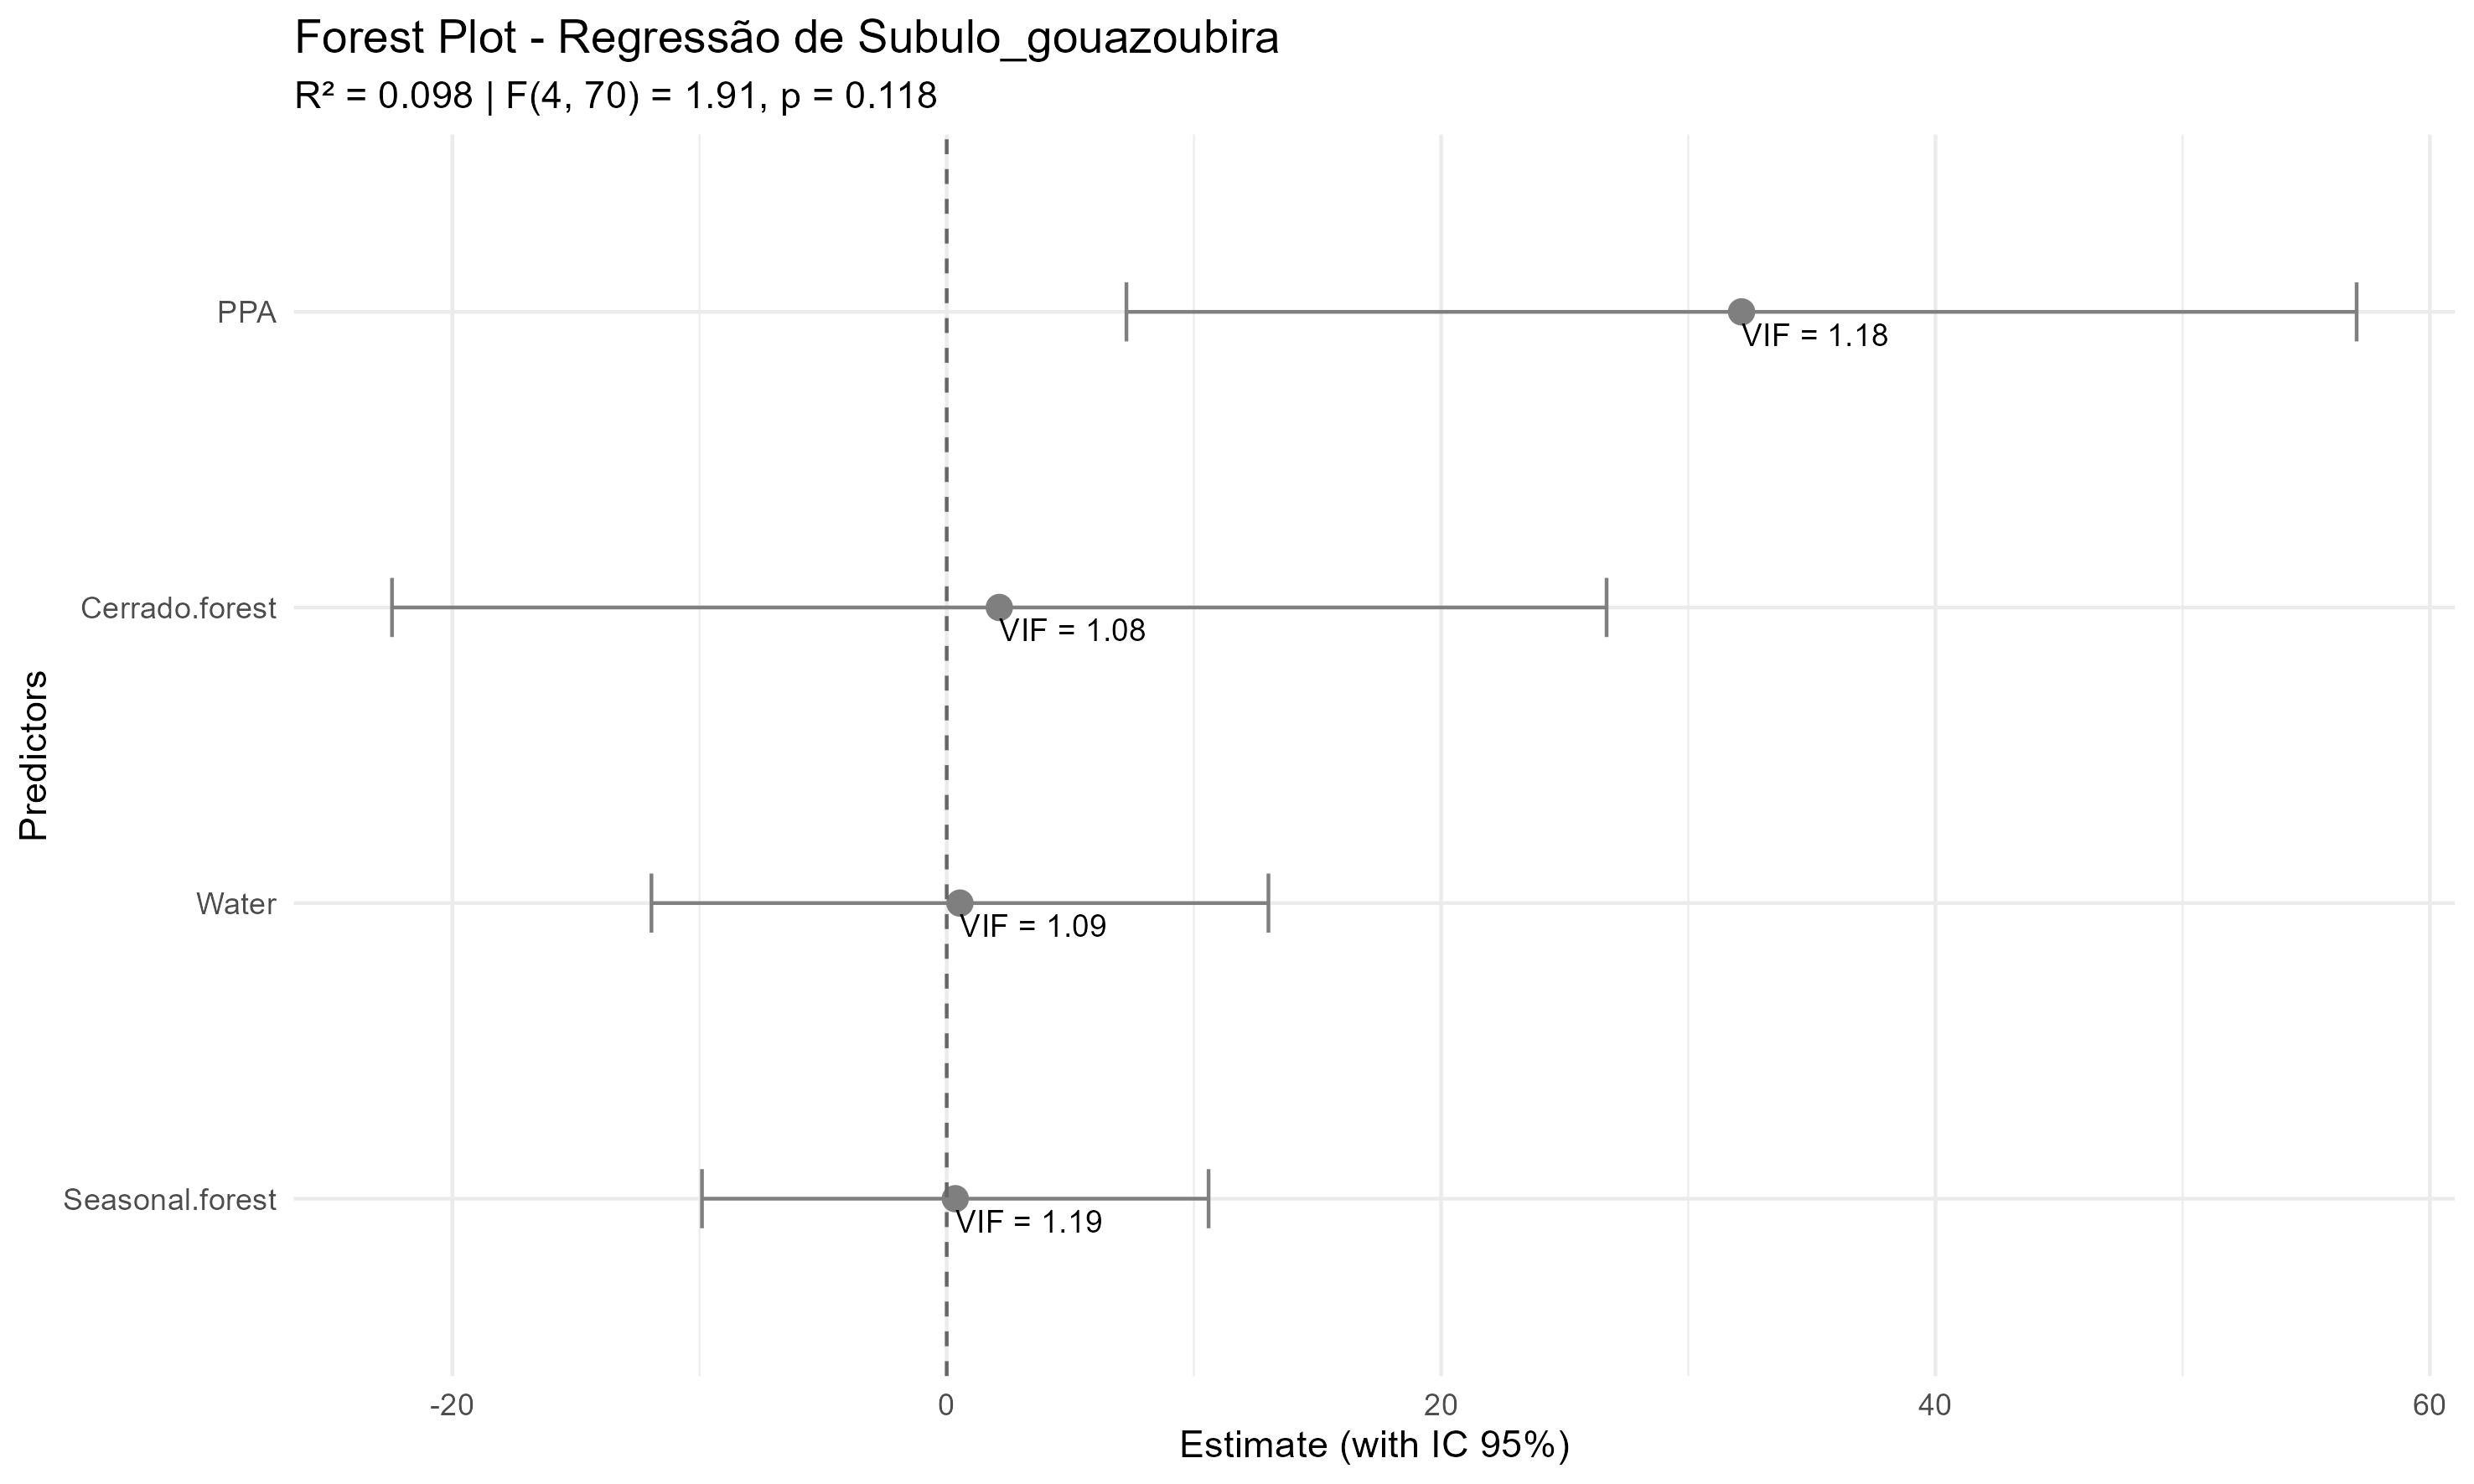 Forest Plot - Regressão de Subulo_gouazoubira
R² = 0.098 | F(4, 70) = 1.91, p = 0.118
PPA
VIF = 1.18
Cerrado.forest
VIF = 1.08
Predictors
Water
VIF = 1.09
Seasonal.forest
VIF = 1.19
-20 0 20 40 60
Estimate (with IC 95%)